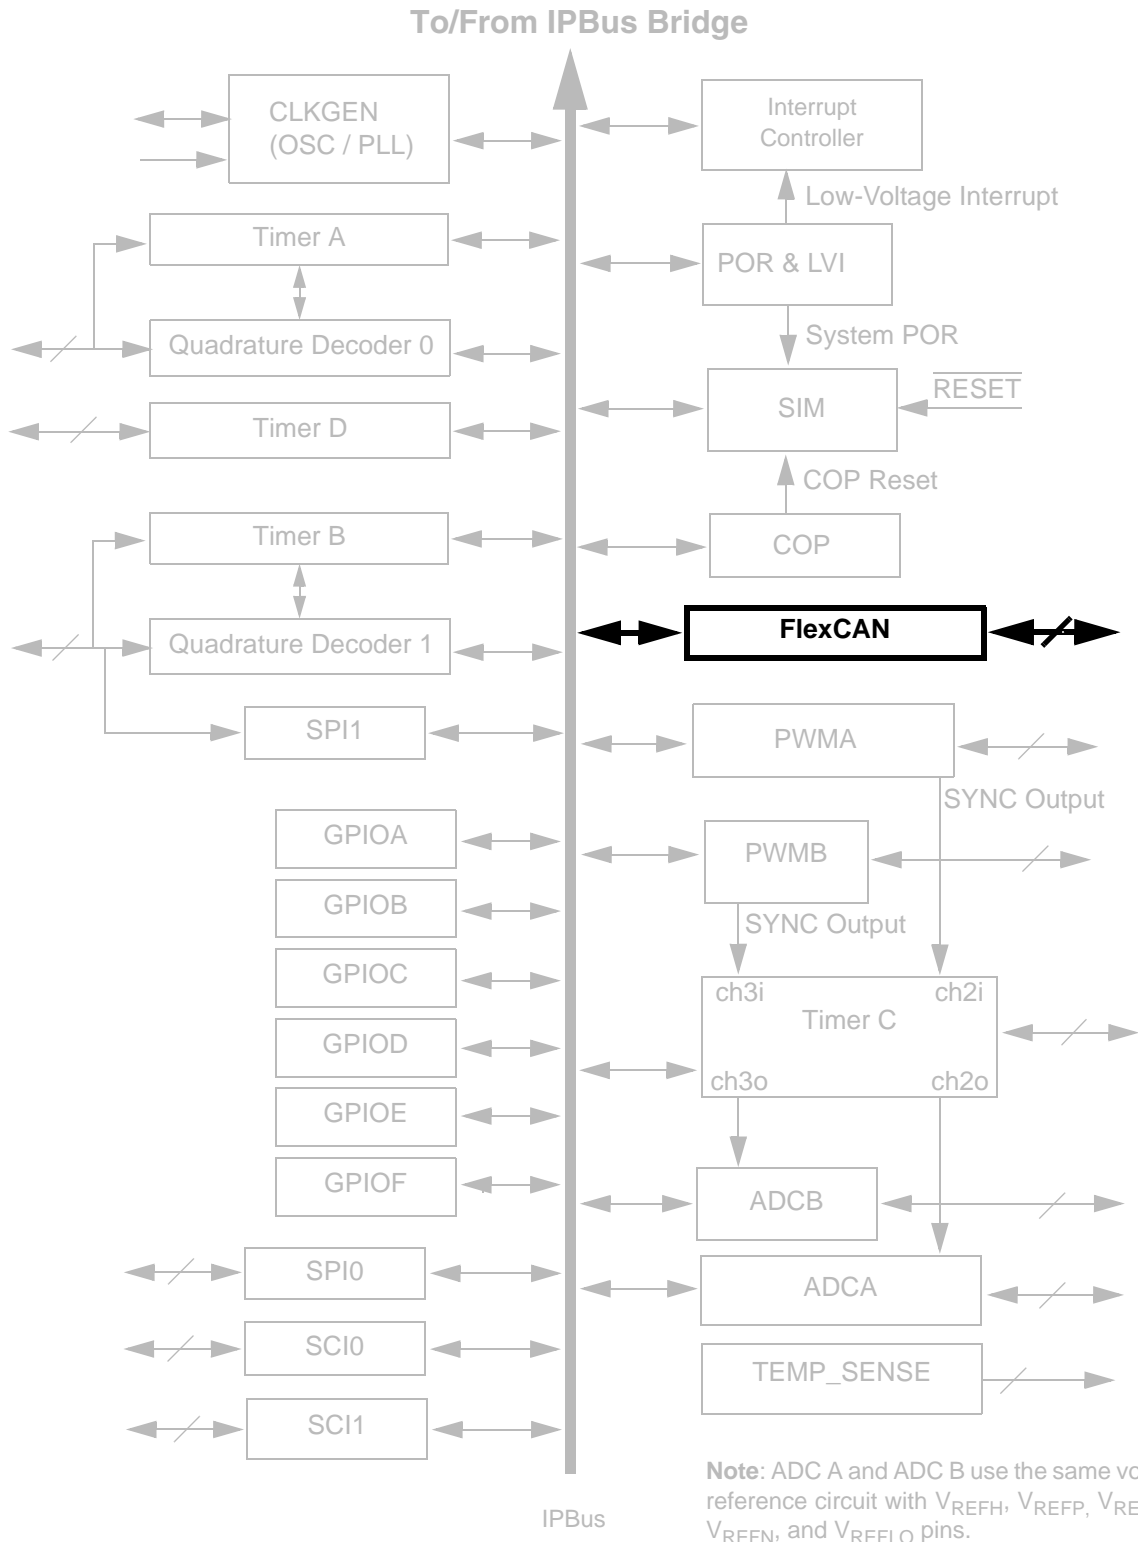 To/From IPBus Bridge
CLKGEN
(OSC / PLL)
Timer A
Quadrature Decoder 0
Timer D
Timer B
Quadrature Decoder 1
SPI1
GPIOA
GPIOB
GPIOC
GPIOD
GPIOE
GPIOF
SPI0
SCI0
SCI1
IPBus
Interrupt
Controller
Low-Voltage Interrupt
POR & LVI
System POR
SIM
RESET
COP Reset
COP
FlexCAN
PWMA
SYNC Output
PWMB
SYNC Output
ch3i
ch2i
Timer C
ch3o
ch2o
ADCB
ADCA
TEMP_SENSE
Note: ADC A and ADC B use the same
reference circuit with VREFH, VREFP,
VREFN, and VREFLO pins.